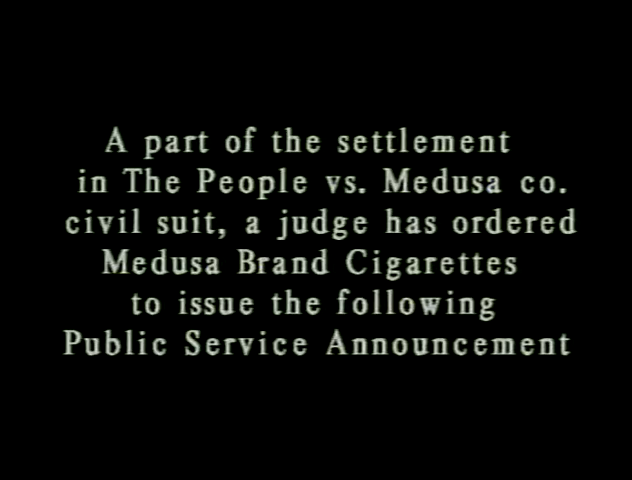 A part of the settlement
in The People vs. Medusa co.
civil suit, a judge has ordered
Medusa Brand Cigarettes
to issue the following
Public Service Announcement